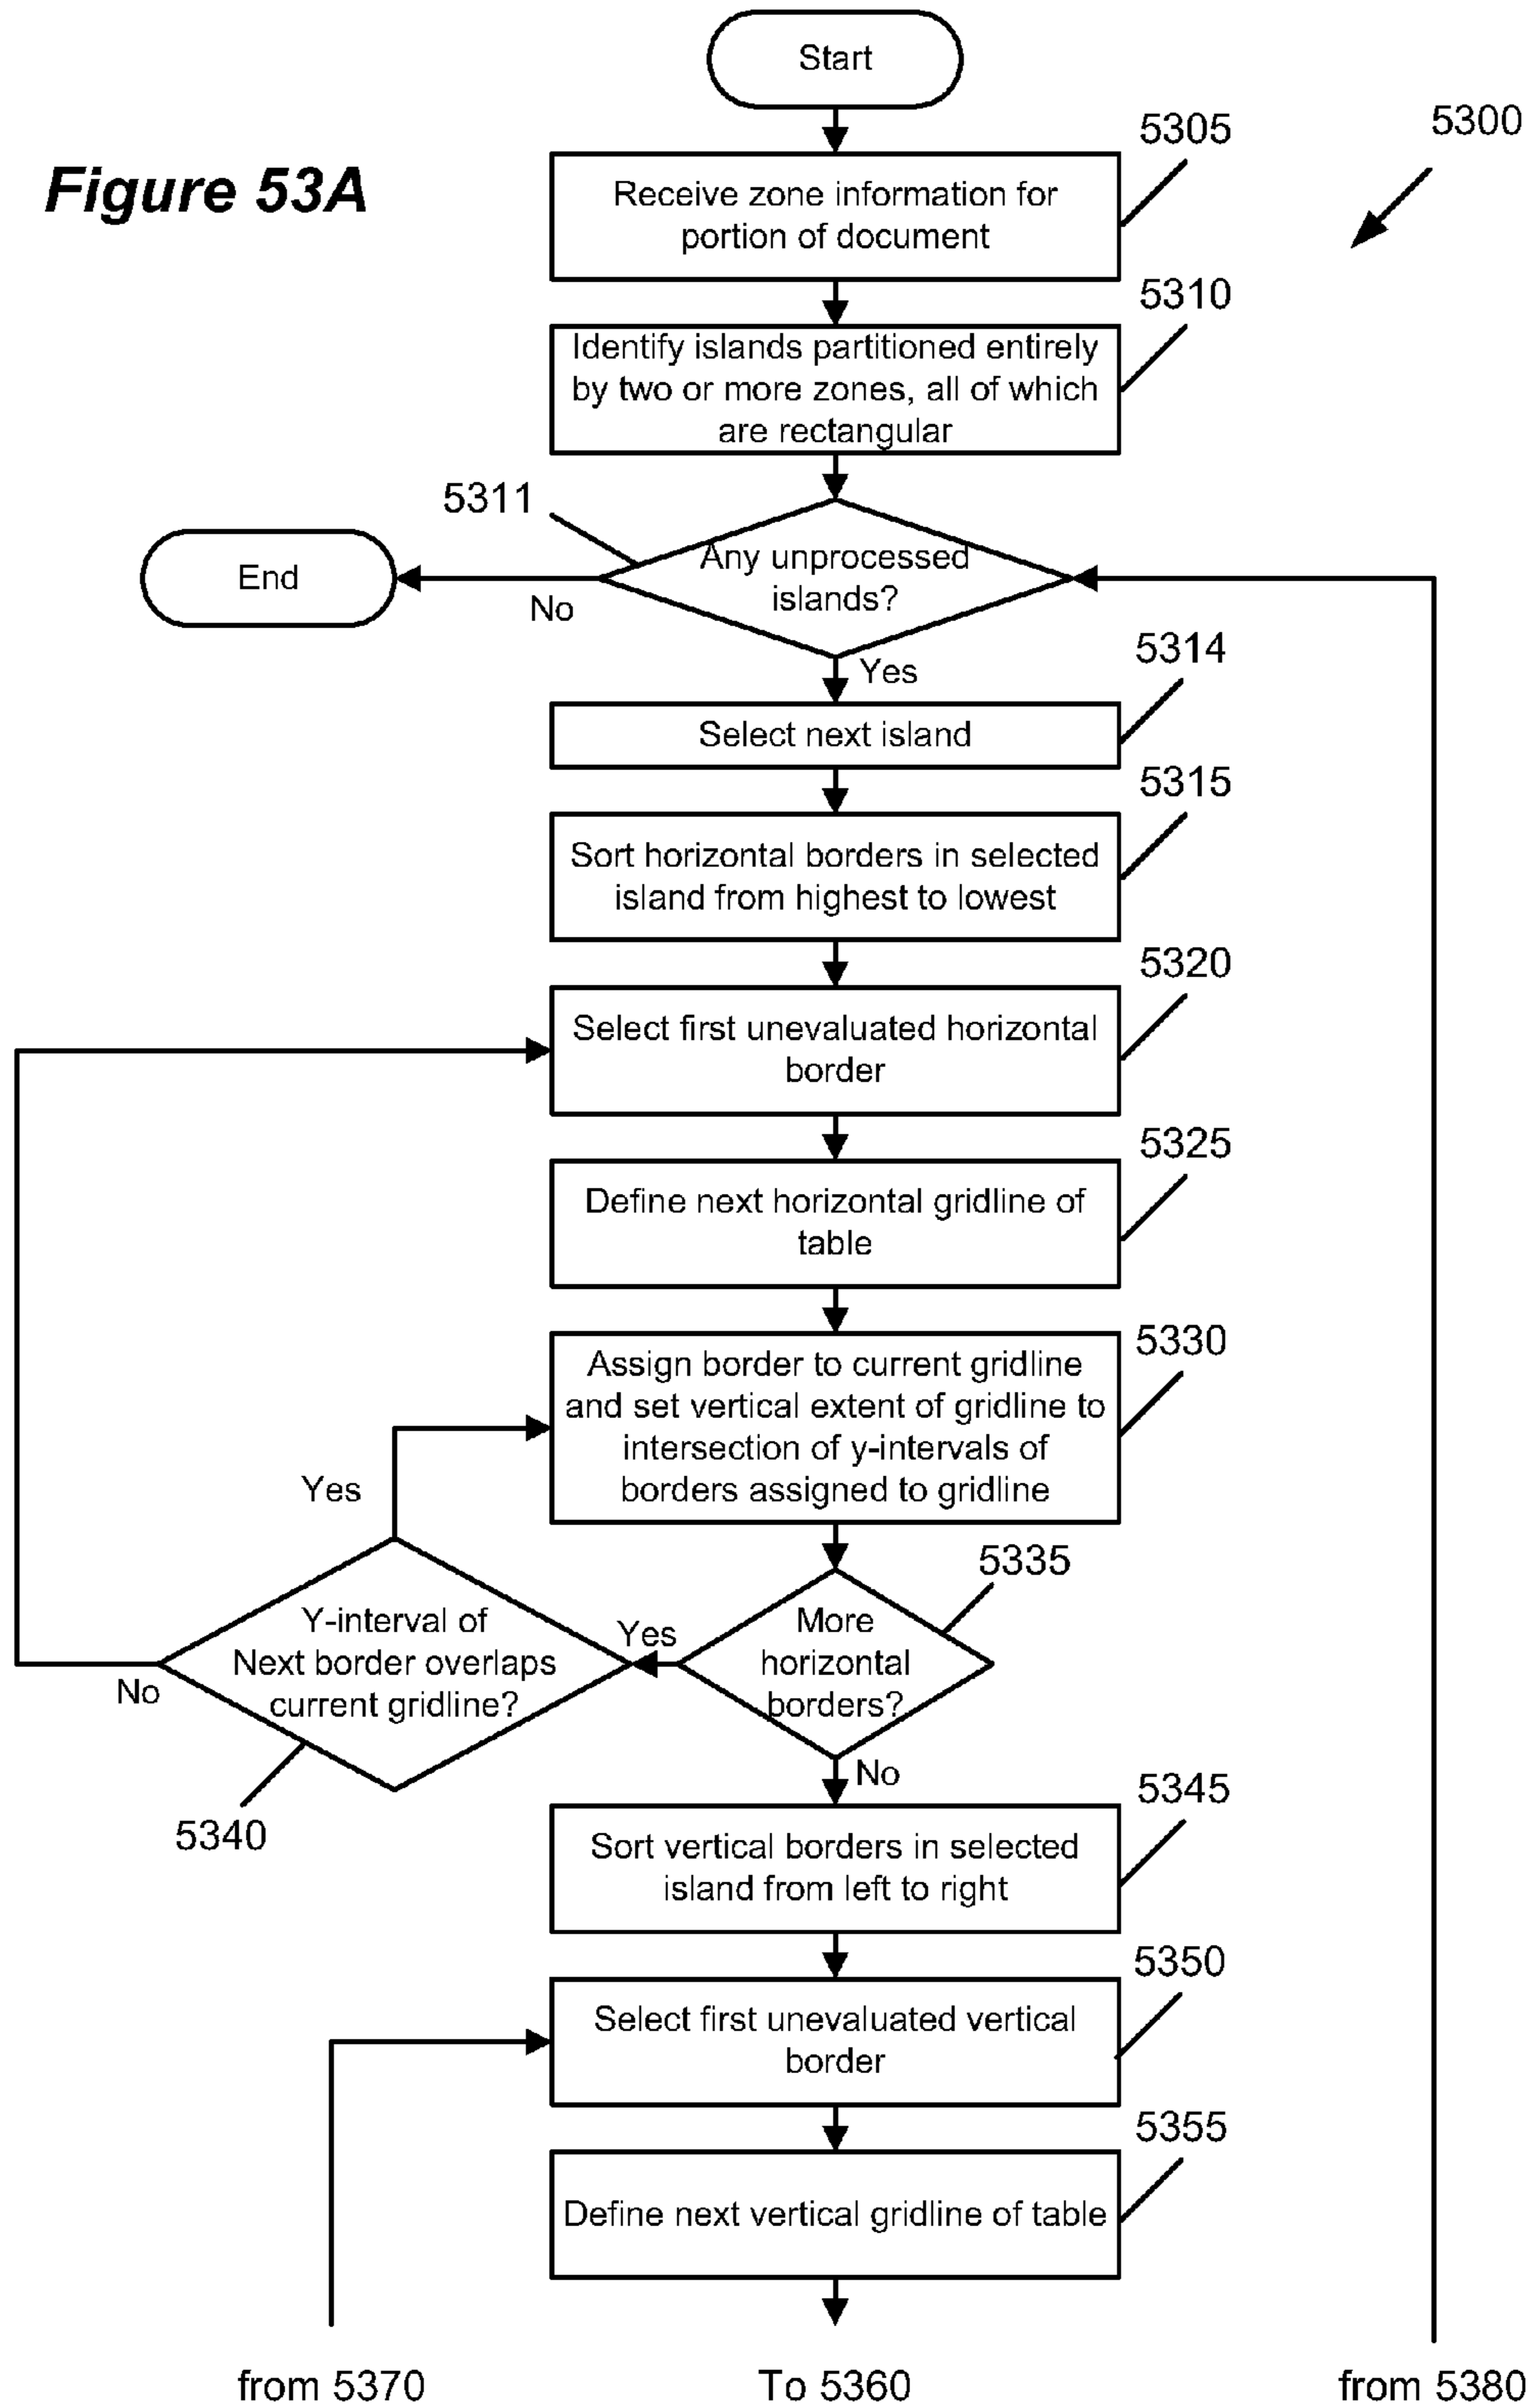 Start
Figure 53A
5300
5305
Receive zone information for
portion of document
5310
Identify islands partitioned entirely
by two or more zones, all of which
are rectangular
5311
Any unprocessed
islands?
End
No
Yes
5314
Select next island
5315
Sort horizontal borders in selected
island from highest to lowest
5320
Select first unevaluated horizontal
border
5325
Define next horizontal gridline of
table
5330
Assign border to current gridline
and set vertical extent of gridline to
intersection of y-intervals of
borders assigned to gridline
Yes
5335
More
horizontal
borders?
Yes
Y-interval of
Next border overlaps
current gridline?
No
5340
No
5345
Sort vertical borders in selected
island from left to right
5350
Select first unevaluated vertical
border
5355
Define next vertical gridline of table
from 5370
To 5360
from 5380